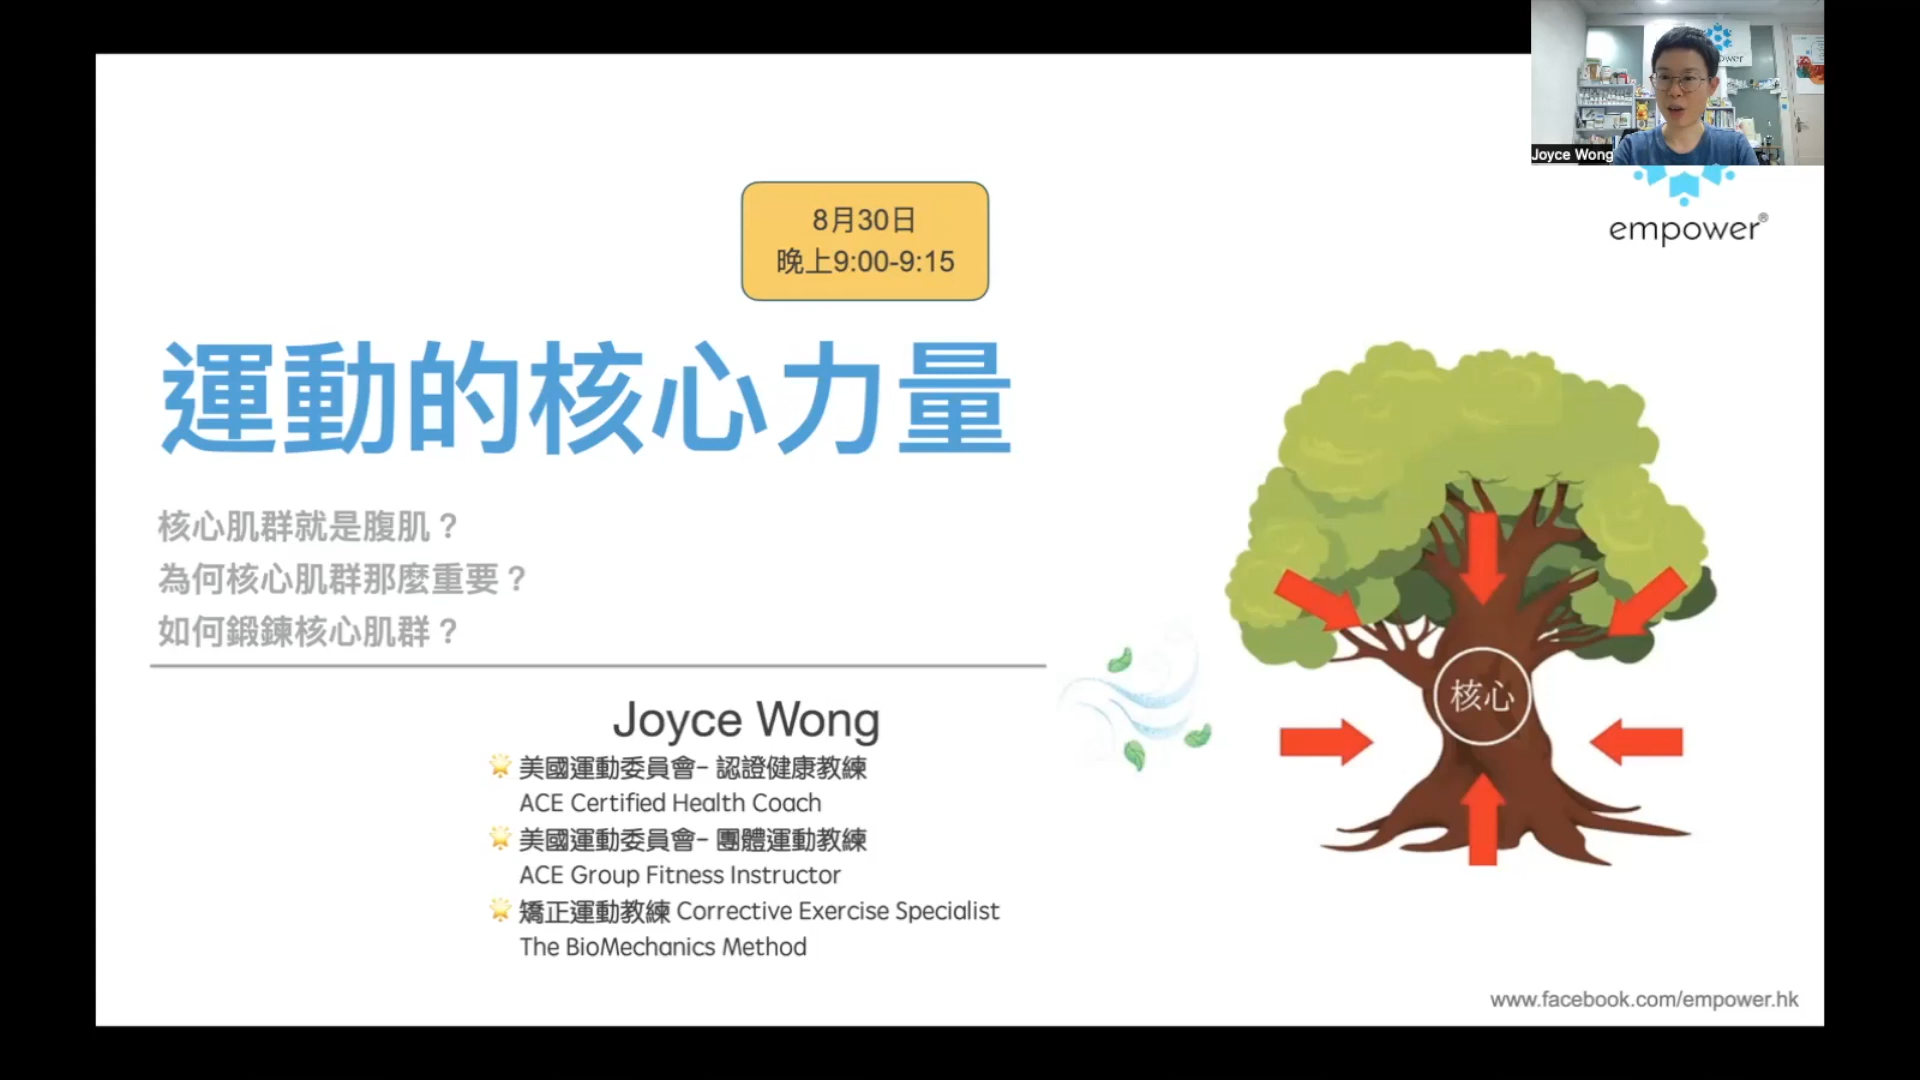 Joyce Wong
empower®
8月30日
晚上9:00-9:15
運動的核心力量
核心肌群就是腹肌？
為何核心肌群那麼重要？
如何鍛鍊核心肌群？
核心
Joyce Wong
美國運動委員會- 認證健康教練
ACE Certified Health Coach
美國運動委員會- 團體運動教練
ACE Group Fitness Instructor
矯正運動教練 Corrective Exercise Specialist
The BioMechanics Method
www.facebook.com/empower.hk